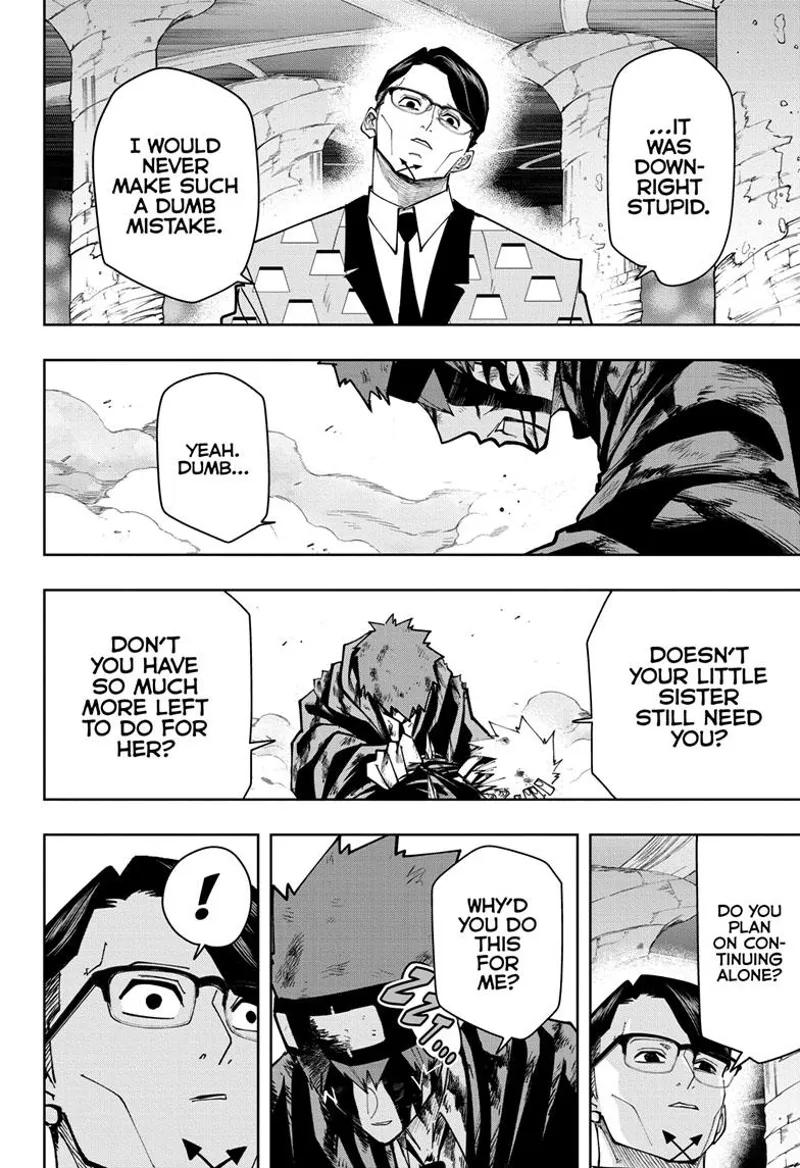 ...IT
WAS
DOWN-
RIGHT
STUPID.
I WOULD
NEVER
MAKE SUCH
A DUMB
MISTAKE.
YEAH.
DUMB...
DOESN'T
YOUR LITTLE
SISTER
STILL NEED
YOU?
DON'T
YOU HAVE
SO MUCH
MORE LEFT
TO DO FOR
HER?
DO YOU
PLAN
ON CON-
TINUING
ALONE?
WHY'D
YOU DO
THIS
FOR
ME?
ZZT...
!